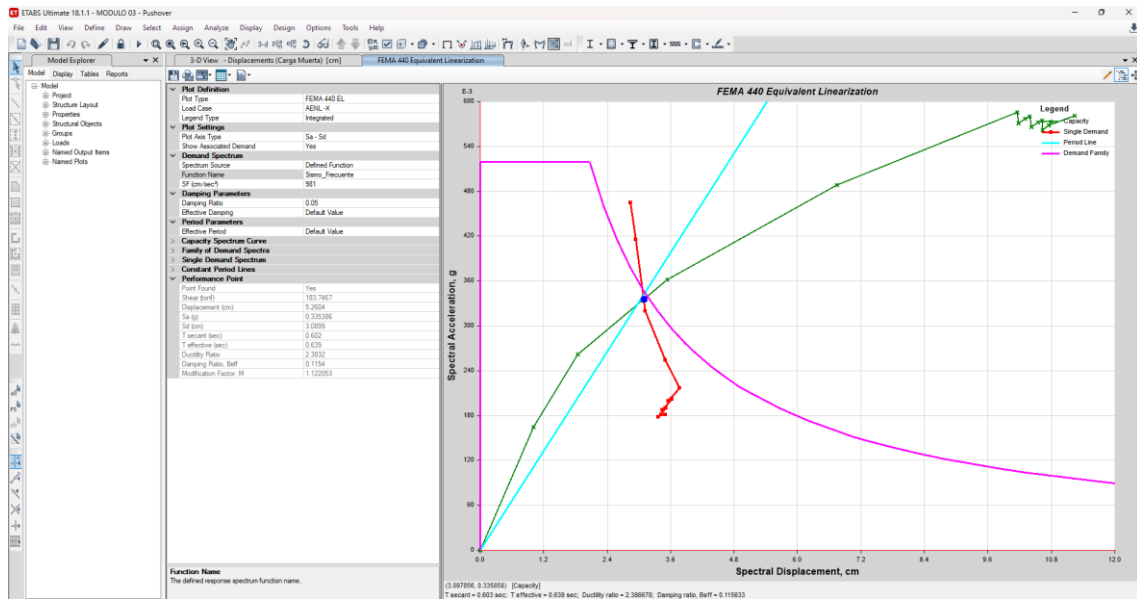 ETABS Ultimate 18.1.1 - MODULO 03 - Pushover
File Edit View Define Draw Select Assign Analyze Display Design Options Tools Help
3-d
Model Explorer
3-D View - Displacements (Carga Muerta) [cm]
FEMA 440 Equivalent Linearization
Model Display Tables Reports
Model
Project
Structure Layout
Properties
Structural Objects
Groups
Loads
Named Output Items
Named Plots
Plot Definition
Plot Type FEMA 440 EL
Load Case AENL -X
Legend Type Integrated
Plot Settings
Plot Axis Type Sa - Sd
Show Associated Demand Yes
Demand Spectrum
Spectrum Source Defined Function
Function Name Sismo_Frecuente
SF (cm/sec²) 981
Damping Parameters
Damping Ratio 0.05
Effective Damping Default Value
Period Parameters
Effective Period Default Value
Capacity Spectrum Curve
Family of Demand Spectra
Single Demand Spectrum
Constant Period Lines
Performance Point
Point Found Yes
Shear (tonf) 183.7467
Displacement (cm) 5.2604
Sa (g) 0.335386
Sd (cm) 3.0898
T secant (sec) 0.602
T effective (sec) 0.639
Ductility Ratio 2.3832
Damping Ratio, Beff 0.1154
Modification Factor, M 1.122053
Function Name
The defined response spectrum function name.
FEMA 440 Equivalent Linearization
E-3
600
540
480
420
360
300
240
180
120
60
0
Spectral Acceleration, g
Legend
Capacity
Single Demand
Period Line
Demand Family
0.0 1.2 2.4 3.6 4.8 6.0 7.2 8.4 9.6 10.8 12.0
Spectral Displacement, cm
(3.097856, 0.335858) [Capacity]
T secant = 0.603 sec; T effective = 0.639 sec; Ductility ratio = 2.386678; Damping ratio, Beff = 0.115633